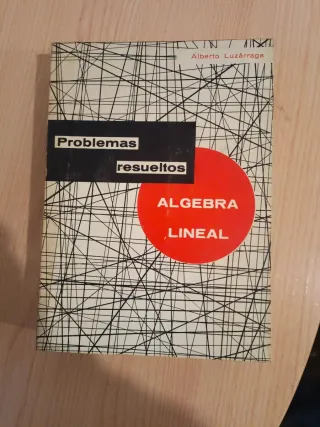 Alberto Luzárraga
Problemas
resueltos
ALGEBRA
LINEAL